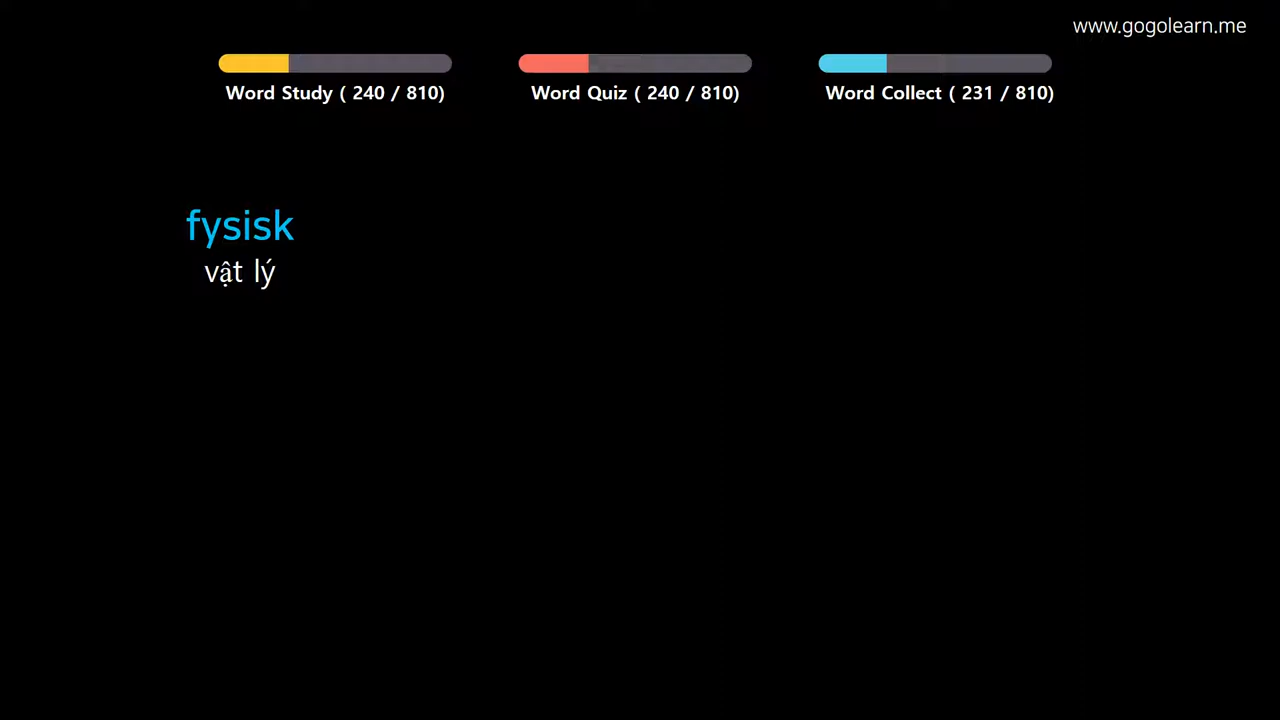 www.gogolearn.me
Word Study ( 240 / 810)
Word Quiz ( 240 / 810)
Word Collect ( 231 / 810)
fysisk
vật lý